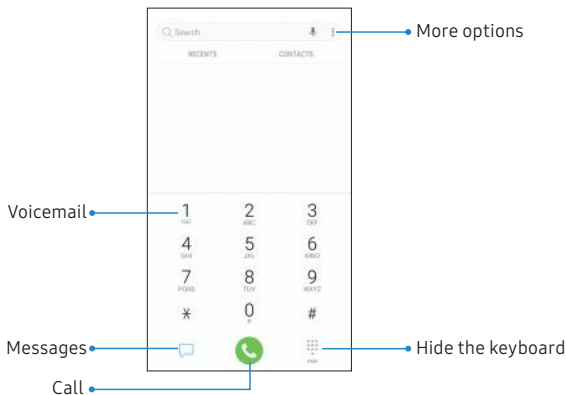 Search
More options
RECENTS CONTACTS
Voicemail
1 2 3
ABC DEF
4 5 6
GHI JKL MNO
7 8 9
PQRS TUV WXYZ
* 0 #
+
Messages
Hide the keyboard
Call